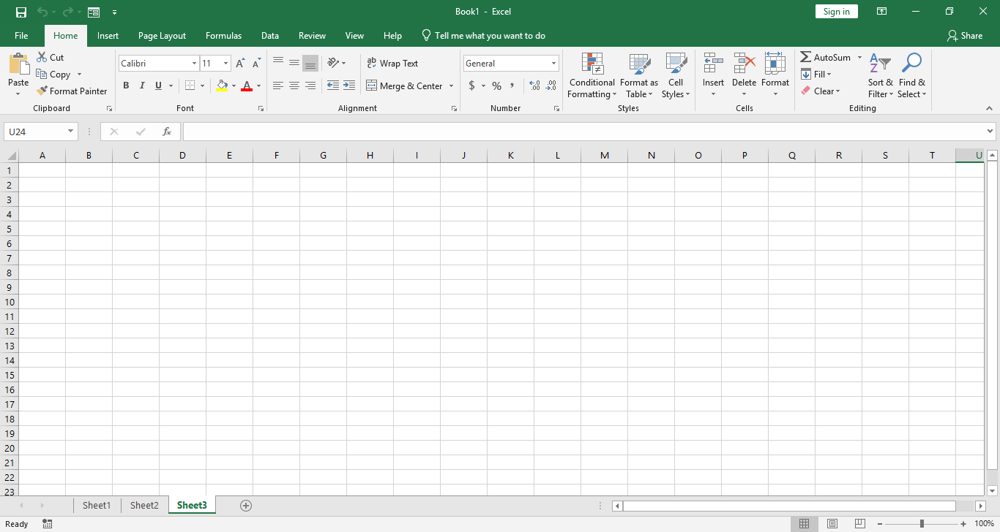 Book1 - Excel
Sign in
File Home Insert Page Layout Formulas Data Review View Help Tell me what you want to do Share
Paste
Cut
Copy
Format Painter
Clipboard
Calibri 11 A A
B I U A
Font
Wrap Text
Merge & Center
Alignment
General
$ % , .0 .00 .00 .0
Number
Conditional Formatting
Format as Table
Cell Styles
Styles
Insert Delete Format
Cells
AutoSum
Fill
Clear
Sort & Filter
Find & Select
Editing
U24 fx
A B C D E F G H I J K L M N O P Q R S T U
1
2
3
4
5
6
7
8
9
10
11
12
13
14
15
16
17
18
19
20
21
22
23
Sheet1 Sheet2 Sheet3
Ready 100%